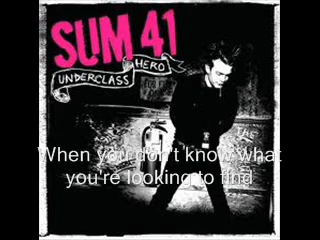 SUM 41
UNDERCLASS HERO
When you don't know what
you're looking to find